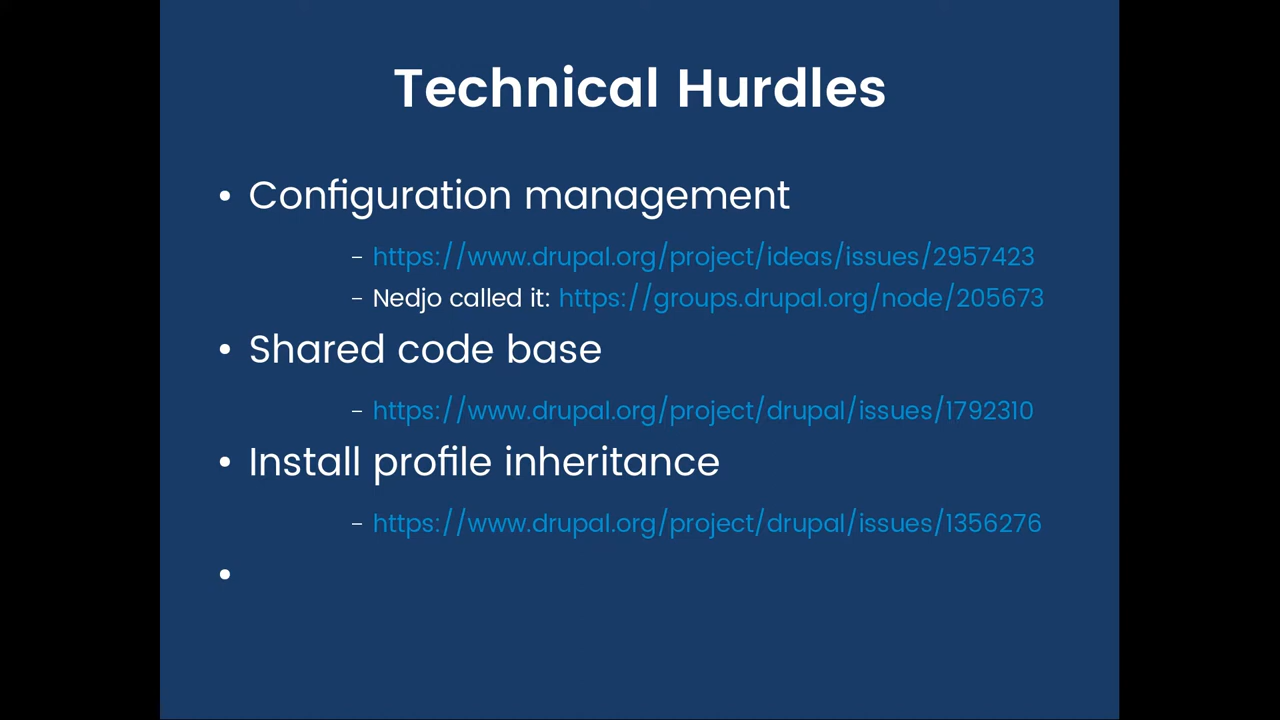 Technical Hurdles
• Configuration management
– https://www.drupal.org/project/ideas/issues/2957423
– Nedjo called it: https://groups.drupal.org/node/205673
• Shared code base
– https://www.drupal.org/project/drupal/issues/1792310
• Install profile inheritance
– https://www.drupal.org/project/drupal/issues/1356276
•